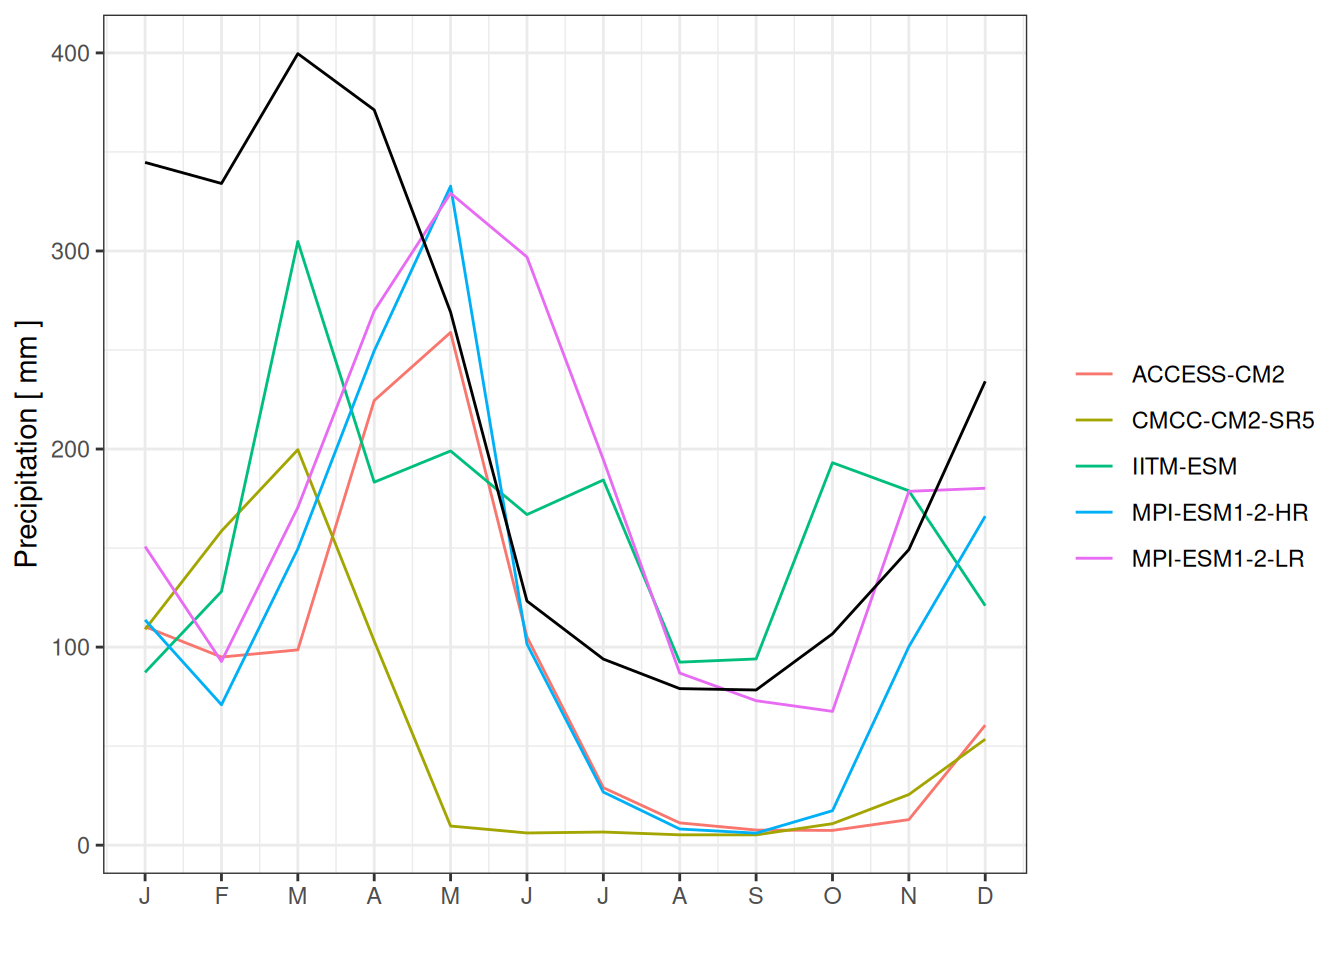 Precipitation [ mm ]
400
300
200
100
0
J F M A M J J A S O N D
ACCESS-CM2
CMCC-CM2-SR5
IITM-ESM
MPI-ESM1-2-HR
MPI-ESM1-2-LR